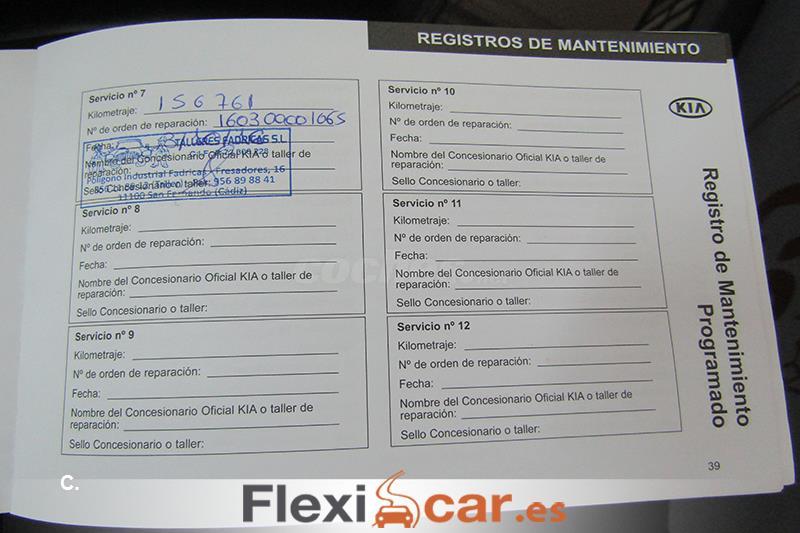 REGISTROS DE MANTENIMIENTO
Servicio nº 7
Kilometraje: 156761
Nº de orden de reparación: 160300001065
Fecha:
TALLERES FADRICAS S.L
Nombre del Concesionario Oficial KIA o taller de
reparación:
Polígono Industrial Fadricas Fresadores, 16
Sello Concesionario o taller:
956 89 88 41
11100 San Fernando (Cádiz)
Servicio nº 8
Kilometraje:
Nº de orden de reparación:
Fecha:
Nombre del Concesionario Oficial KIA o taller de
reparación:
Sello Concesionario o taller:
Servicio nº 9
Kilometraje:
Nº de orden de reparación:
Fecha:
Nombre del Concesionario Oficial KIA o taller de
reparación:
Sello Concesionario o taller:
Servicio nº 10
Kilometraje:
Nº de orden de reparación:
Fecha:
Nombre del Concesionario Oficial KIA o taller de
reparación:
Sello Concesionario o taller:
Servicio nº 11
Kilometraje:
Nº de orden de reparación:
Fecha:
Nombre del Concesionario Oficial KIA o taller de
reparación:
Sello Concesionario o taller:
Servicio nº 12
Kilometraje:
Nº de orden de reparación:
Fecha:
Nombre del Concesionario Oficial KIA o taller de
reparación:
Sello Concesionario o taller:
KIA
Registro de Mantenimiento
Programado
39
C.
Flexicar.es